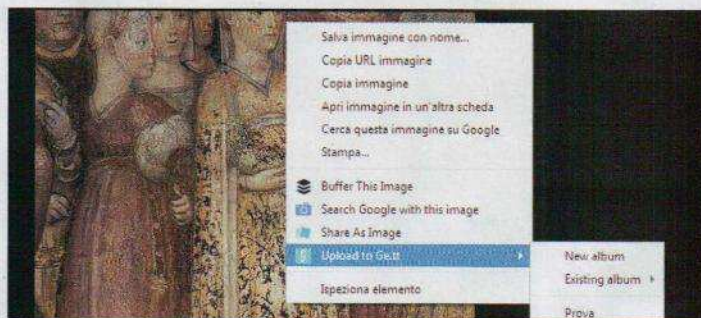 Salva immagine con nome...
Copia URL immagine
Copia immagine
Apri immagine in un'altra scheda
Cerca questa immagine su Google
Stampa...
Buffer This Image
Search Google with this image
Share As Image
Upload to Ge.tt
Ispeziona elemento
New album
Existing album
Prova